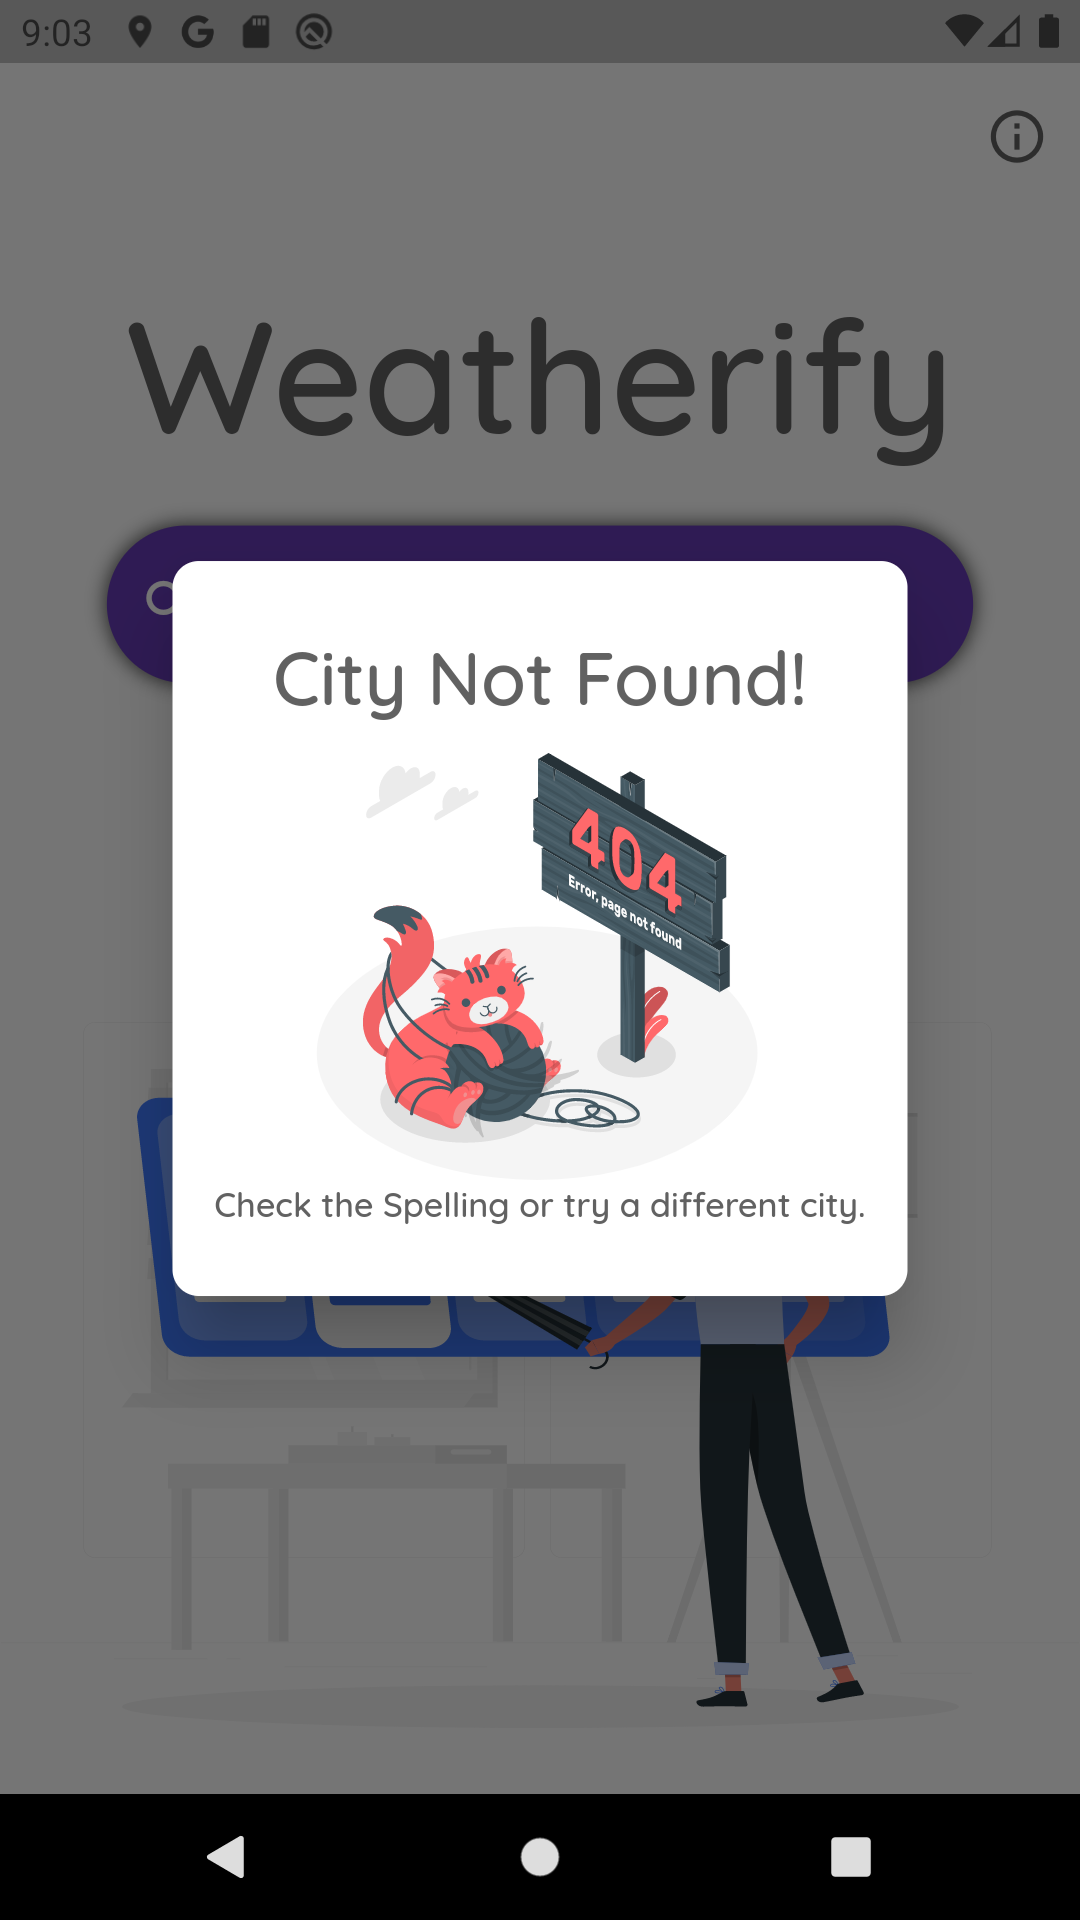 9:03
Weatherify
City Not Found!
404
Error, page not found
Check the Spelling or try a different city.